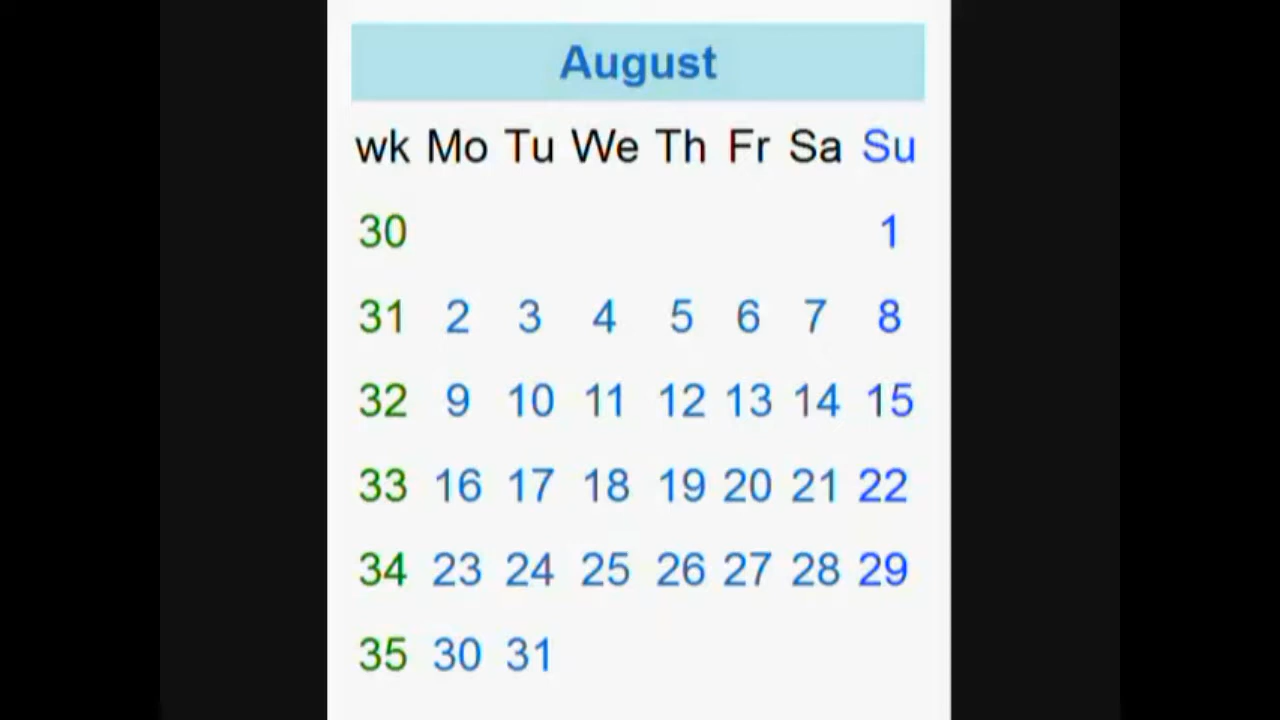 August
wk Mo Tu We Th Fr Sa Su
30 1
31 2 3 4 5 6 7 8
32 9 10 11 12 13 14 15
33 16 17 18 19 20 21 22
34 23 24 25 26 27 28 29
35 30 31